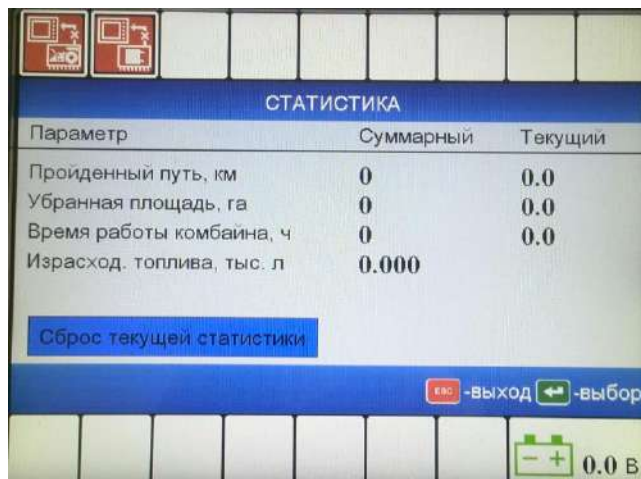 СТАТИСТИКА
Параметр Суммарный Текущий
Пройденный путь, км 0 0.0
Убранная площадь, га 0 0.0
Время работы комбайна, ч 0 0.0
Израсход. топлива, тыс. л 0.000
Сброс текущей статистики
ESC -выход -выбор
0.0 В